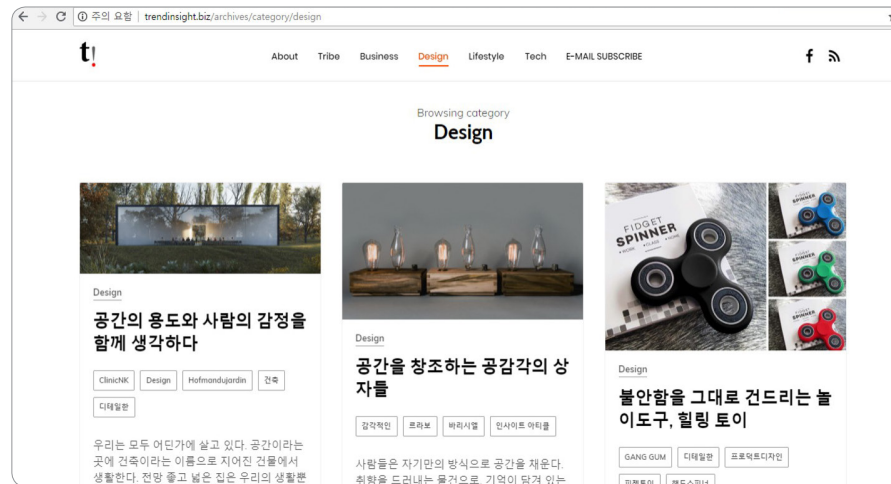 주의 요함 | trendinsight.biz/archives/category/design
t!
About Tribe Business Design Lifestyle Tech E-MAIL SUBSCRIBE
Browsing category
Design
Design
공간의 용도와 사람의 감정을
함께 생각하다
ClinicNK Design Hofmandujardin 건축
디테일한
우리는 모두 어딘가에 살고 있다. 공간이라는
곳에 건축이라는 이름으로 지어진 건물에서
생활한다. 전망 좋고 넓은 집은 우리의 생활뿐
Design
공간을 창조하는 공감각의 상
자들
감각적인 트라보 바리시엘 인사이트 아티클
사람들은 자기만의 방식으로 공간을 채운다.
취향을 드러내는 물건으로, 기억이 담겨 있는
FIDGET
SPINNER
Design
불안함을 그대로 건드리는 놀
이도구, 힐링 토이
GANG GUM 디테일한 프로덕트디자인
피젯토이 핸드스피너